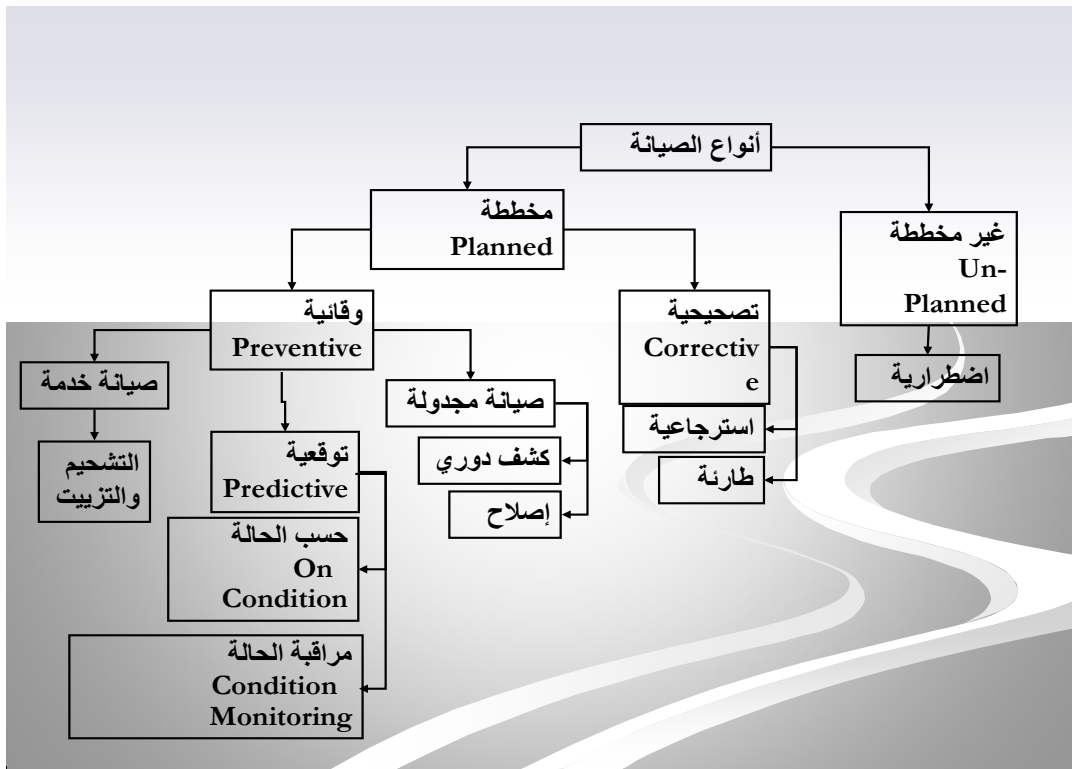 أنواع الصيانة
مخططة
Planned
غير مخططة
Un-
Planned
وقائية
Preventive
تصحيحية
Correctiv
e
اضطرارية
صيانة خدمة
صيانة مجدولة
استرجاعية
التشحيم
والتزييت
توقعية
Predictive
كشف دوري
طارئة
إصلاح
حسب الحالة
On
Condition
مراقبة الحالة
Condition
Monitoring